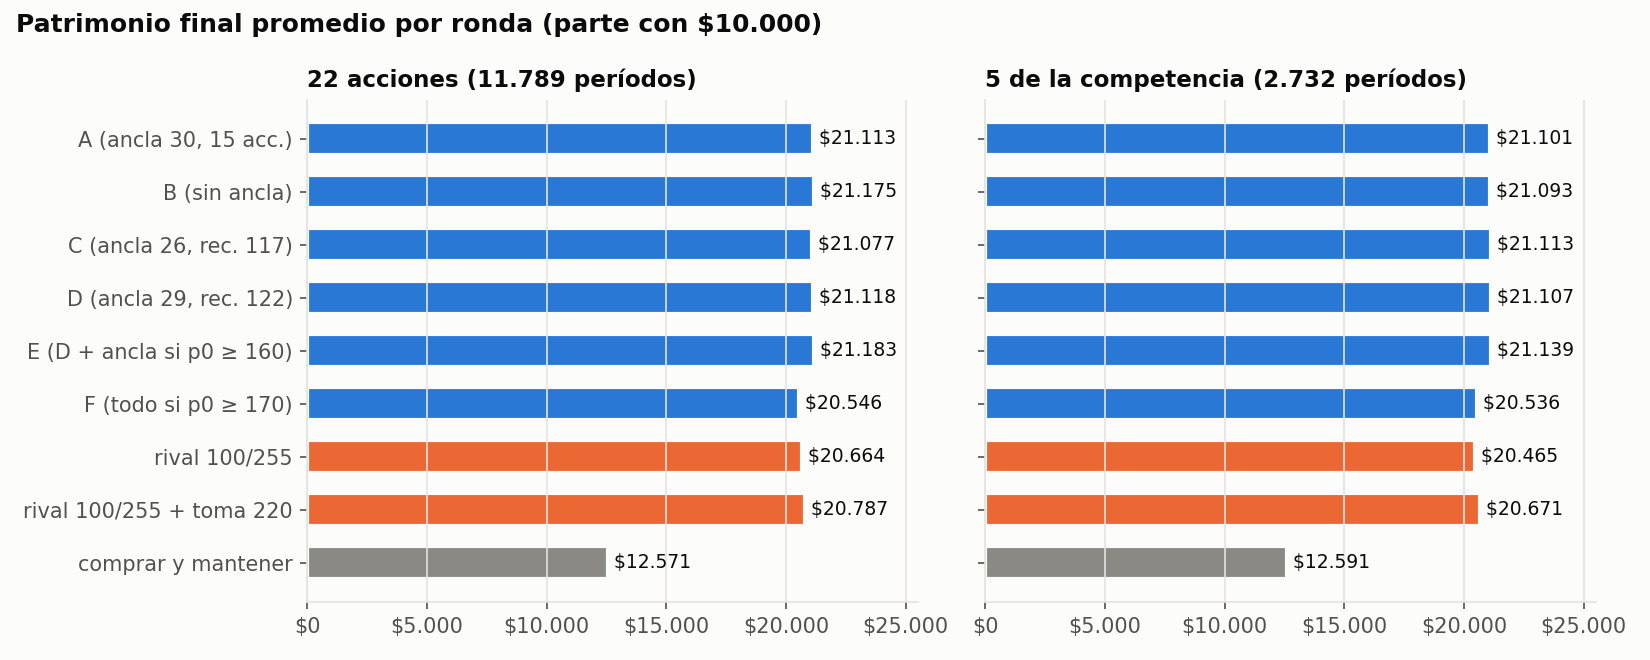 Patrimonio final promedio por ronda (parte con $10.000)
22 acciones (11.789 períodos)
A (ancla 30, 15 acc.) $21.113
B (sin ancla) $21.175
C (ancla 26, rec. 117) $21.077
D (ancla 29, rec. 122) $21.118
E (D + ancla si p0 ≥ 160) $21.183
F (todo si p0 ≥ 170) $20.546
rival 100/255 $20.664
rival 100/255 + toma 220 $20.787
comprar y mantener $12.571
$0 $5.000 $10.000 $15.000 $20.000 $25.000
5 de la competencia (2.732 períodos)
$21.101
$21.093
$21.113
$21.107
$21.139
$20.536
$20.465
$20.671
$12.591
$0 $5.000 $10.000 $15.000 $20.000 $25.000